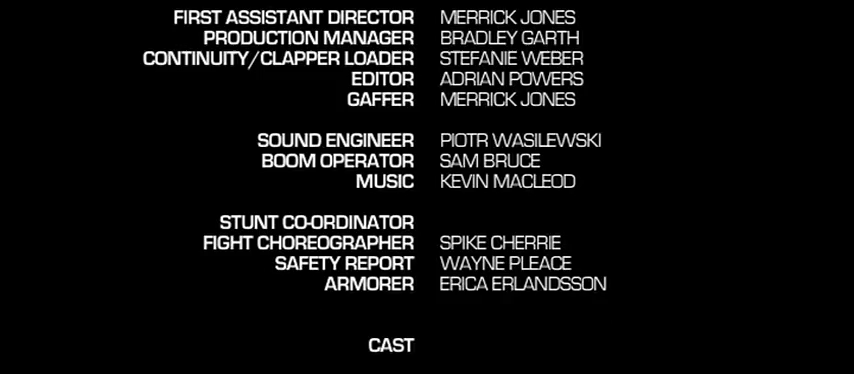 FIRST ASSISTANT DIRECTOR MERRICK JONES
PRODUCTION MANAGER BRADLEY GARTH
CONTINUITY/CLAPPER LOADER STEFANIE WEBER
EDITOR ADRIAN POWERS
GAFFER MERRICK JONES
SOUND ENGINEER PIOTR WASILEWSKI
BOOM OPERATOR SAM BRUCE
MUSIC KEVIN MACLEOD
STUNT CO-ORDINATOR
FIGHT CHOREOGRAPHER SPIKE CHERRIE
SAFETY REPORT WAYNE PLEACE
ARMORER ERICA ERLANDSSON
CAST